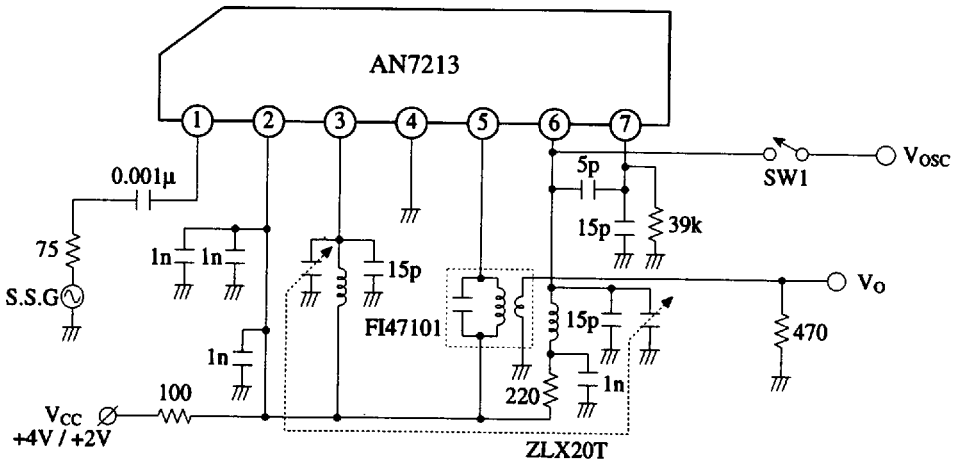 AN7213
1 2 3 4 5 6 7
VOSC
SW1
5p
0.001μ
15p
39k
75
1n
1n
15p
S.S.G
VO
FI47101
15p
470
1n
1n
220
100
VCC
+4V / +2V
ZLX20T